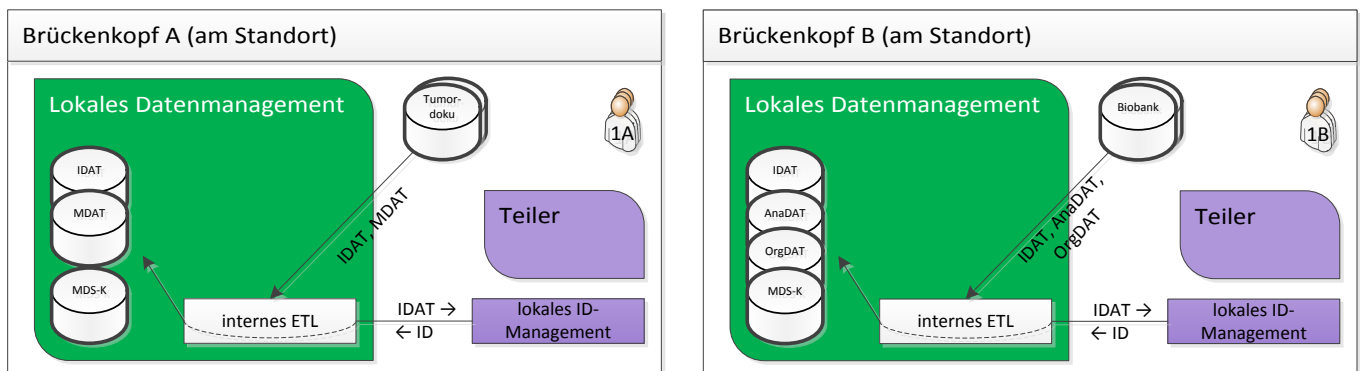 Brückenkopf A (am Standort)
Lokales Datenmanagement
Tumor-
doku
1A
IDAT
MDAT
MDS-K
IDAT, MDAT
Teiler
internes ETL
IDAT →
← ID
lokales ID-
Management
Brückenkopf B (am Standort)
Lokales Datenmanagement
Biobank
1B
IDAT
AnaDAT
OrgDAT
MDS-K
IDAT, AnaDAT,
OrgDAT
Teiler
internes ETL
IDAT →
← ID
lokales ID-
Management